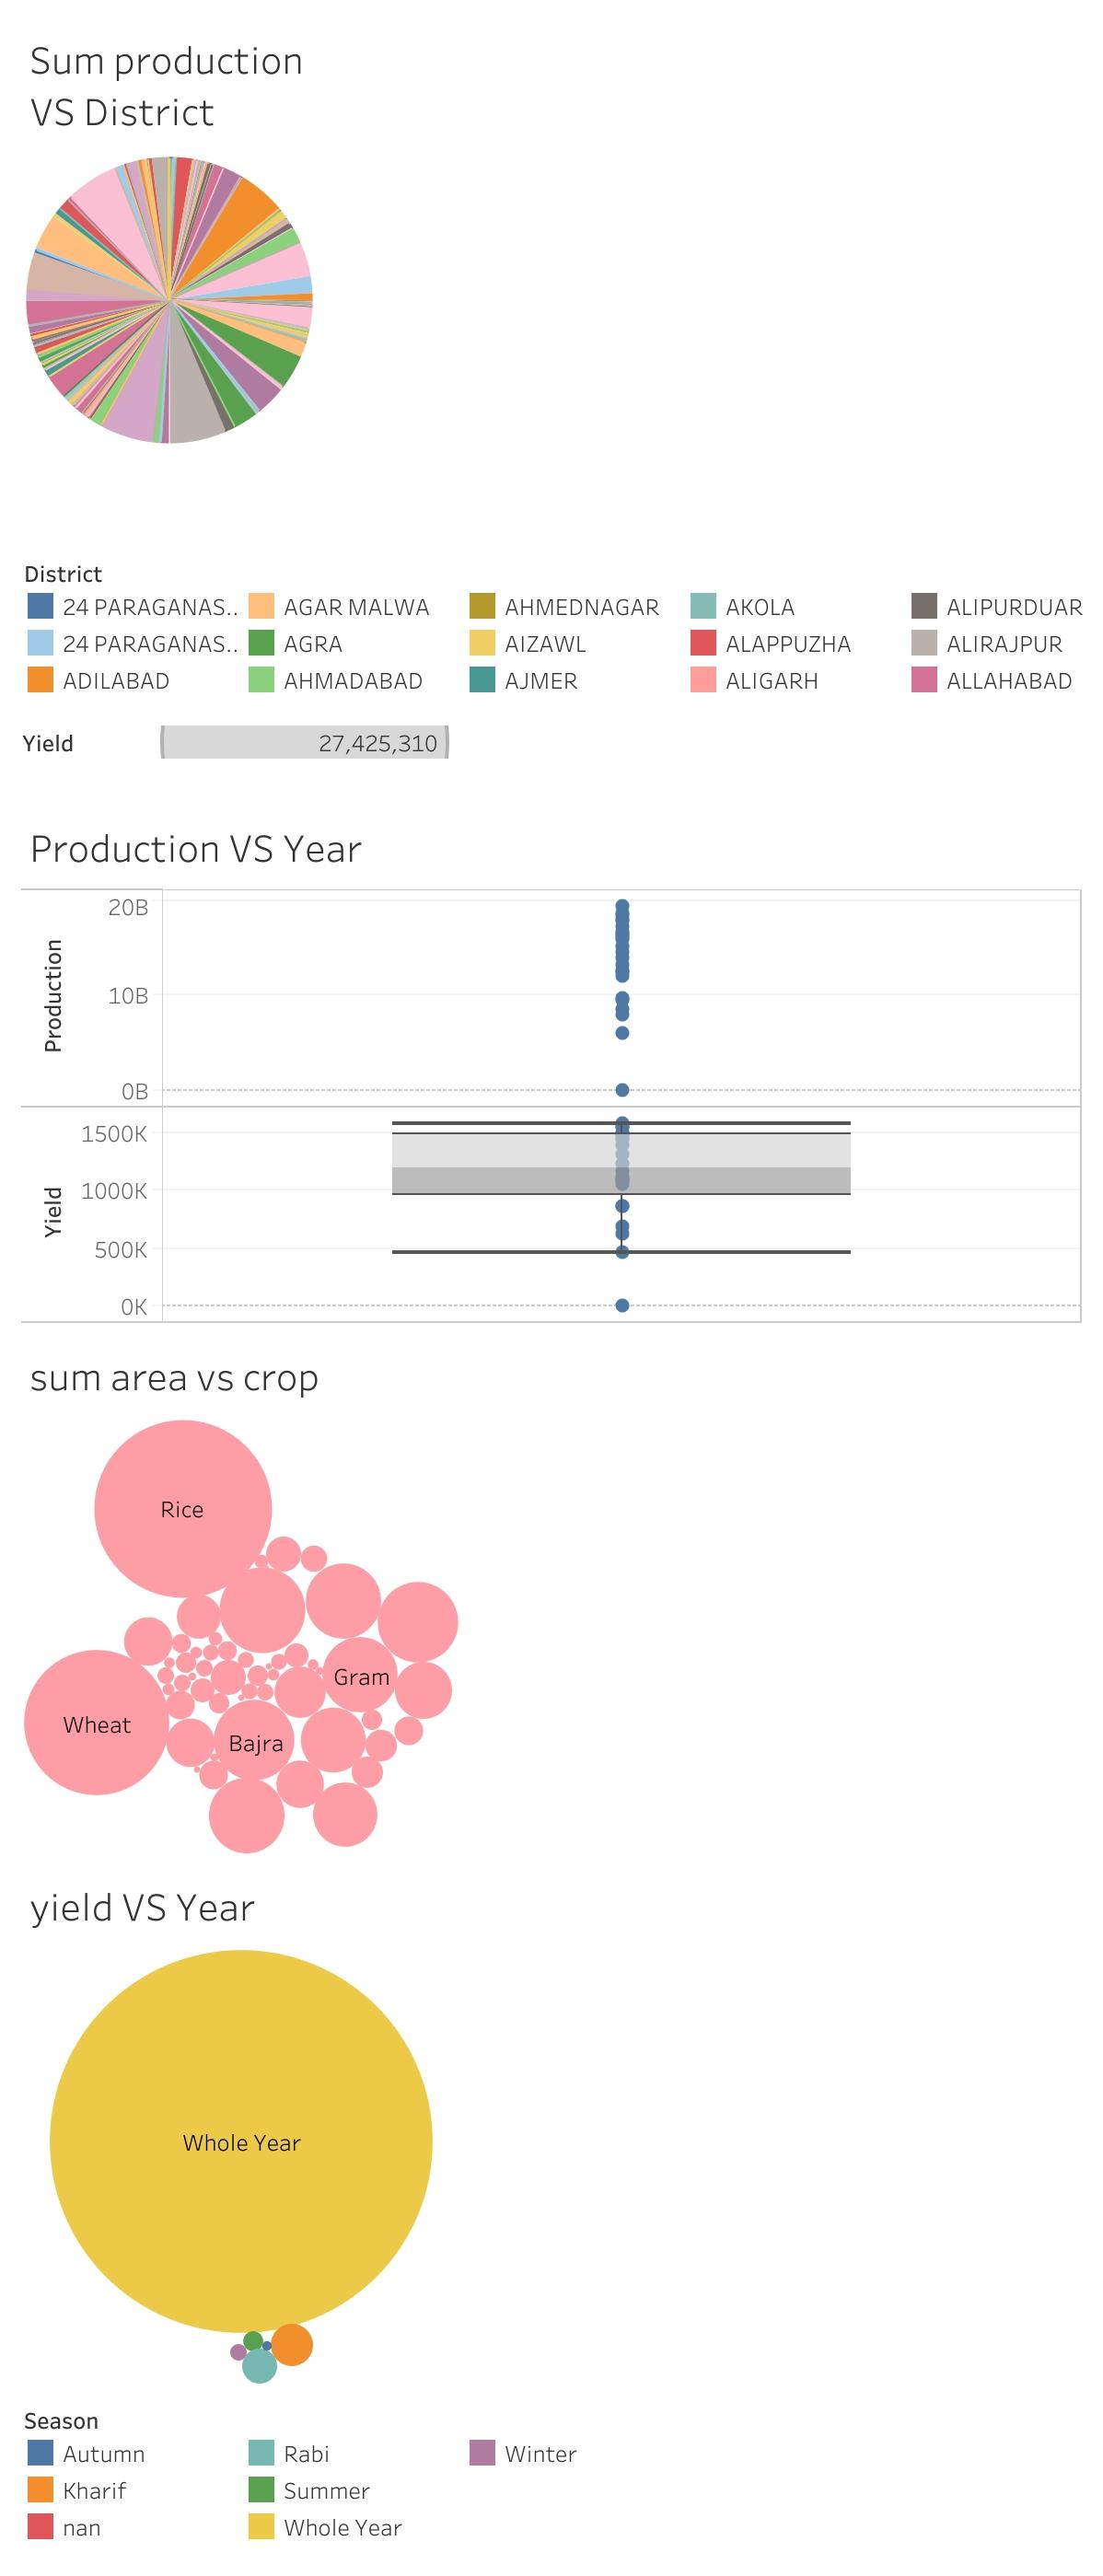 Sum production
VS District
District
24 PARAGANAS.. AGAR MALWA AHMEDNAGAR AKOLA ALIPURDUAR
24 PARAGANAS.. AGRA AIZAWL ALAPPUZHA ALIRAJPUR
ADILABAD AHMADABAD AJMER ALIGARH ALLAHABAD
Yield 27,425,310
Production VS Year
20B
10B
0B
Production
1500K
1000K
500K
0K
Yield
sum area vs crop
Rice
Gram
Wheat
Bajra
yield VS Year
Whole Year
Season
Autumn Rabi Winter
Kharif Summer
nan Whole Year